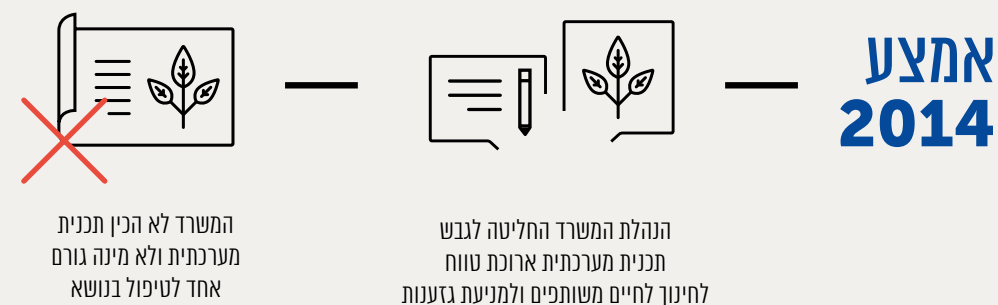 אמצע
2014
הנהלת המשרד החליטה לגבש
תכנית מערכתית ארוכת טווח
לחינוך לחיים משותפים ולמניעת גזענות
המשרד לא הכין תכנית
מערכתית ולא מינה גורם
אחד לטיפול בנושא